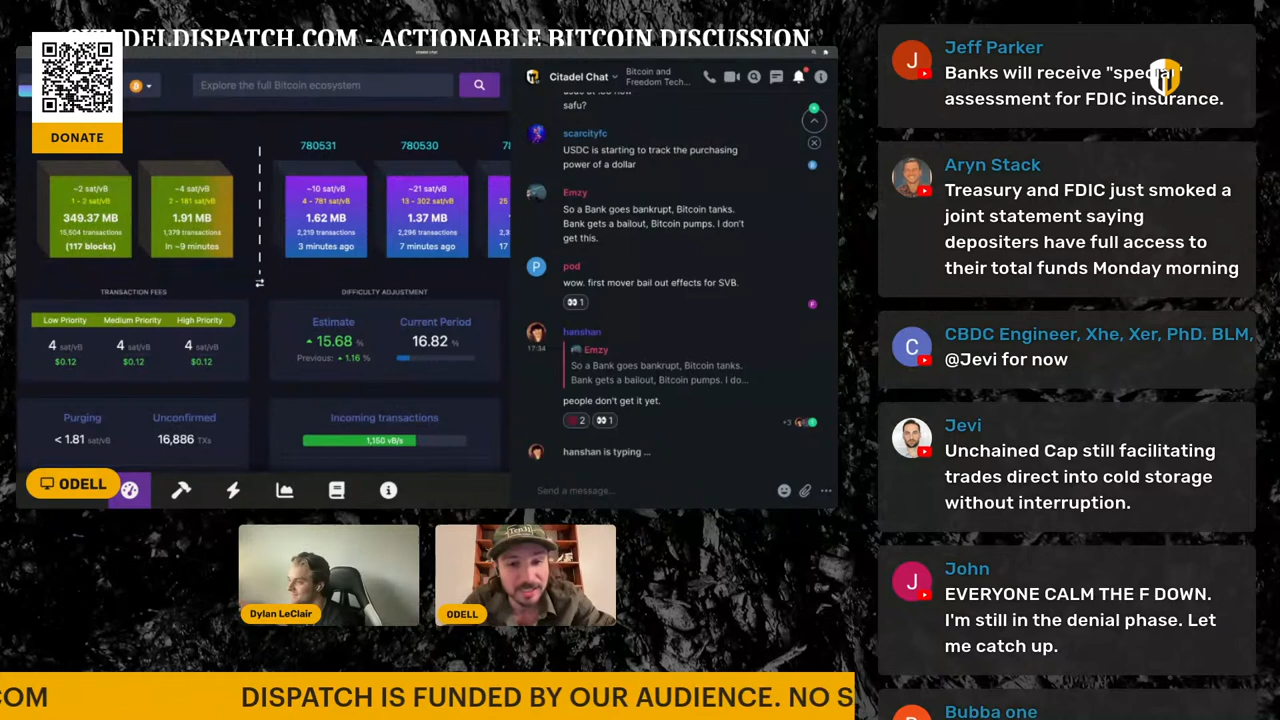 CITADELDISPATCH.COM - ACTIONABLE BITCOIN DISCUSSION
DONATE
Explore the full Bitcoin ecosystem
780531
780530
~2 sat/vB
1 - 2 sat/vB
349.37 MB
15,504 transactions
(117 blocks)
~4 sat/vB
2 - 181 sat/vB
1.91 MB
1,379 transactions
In ~9 minutes
~10 sat/vB
4 - 781 sat/vB
1.62 MB
2,219 transactions
3 minutes ago
~21 sat/vB
13 - 302 sat/vB
1.37 MB
2,296 transactions
7 minutes ago
25
17
TRANSACTION FEES
Low Priority Medium Priority High Priority
4 sat/vB 4 sat/vB 4 sat/vB
$0.12 $0.12 $0.12
DIFFICULTY ADJUSTMENT
Estimate
15.68 %
Previous: 1.16 %
Current Period
16.82 %
Purging
< 1.81 sat/vB
Unconfirmed
16,886 TXs
Incoming transactions
1,150 vB/s
ODELL
Citadel Chat
Bitcoin and
Freedom Tech...
safu?
scarcityfc
USDC is starting to track the purchasing
power of a dollar
Emzy
So a Bank goes bankrupt, Bitcoin tanks.
Bank gets a bailout, Bitcoin pumps. I don't
get this.
P
pod
wow. first mover bail out effects for SVB.
1
hanshan
17:34
Emzy
So a Bank goes bankrupt, Bitcoin tanks.
Bank gets a bailout, Bitcoin pumps. I do...
people don't get it yet.
2
1
+3
hanshan is typing ...
Send a message...
Dylan LeClair
ODELL
COM
DISPATCH IS FUNDED BY OUR AUDIENCE. NO S
J
Jeff Parker
Banks will receive "special"
assessment for FDIC insurance.
Aryn Stack
Treasury and FDIC just smoked a
joint statement saying
depositers have full access to
their total funds Monday morning
C
CBDC Engineer, Xhe, Xer, PhD. BLM,
@Jevi for now
Jevi
Unchained Cap still facilitating
trades direct into cold storage
without interruption.
J
John
EVERYONE CALM THE F DOWN.
I'm still in the denial phase. Let
me catch up.
Bubba one